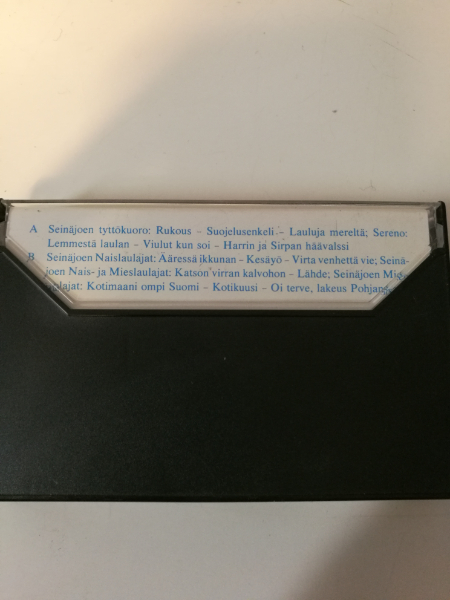 A Seinäjoen tyttökuoro: Rukous – Suojelusenkeli – Lauluja mereltä; Sereno:
Lemmestä laulan – Viulut kun soi – Harrin ja Sirpan häävalssi
B Seinäjoen Naislaulajat: Ääressä ikkunan – Kesäyö – Virta venhettä vie; Seinä-
joen Nais- ja Mieslaulajat: Katson virran kalvohon – Lähde; Seinäjoen
Kotimaani ompi Suomi – Kotikuusi – Oi terve, lakeus